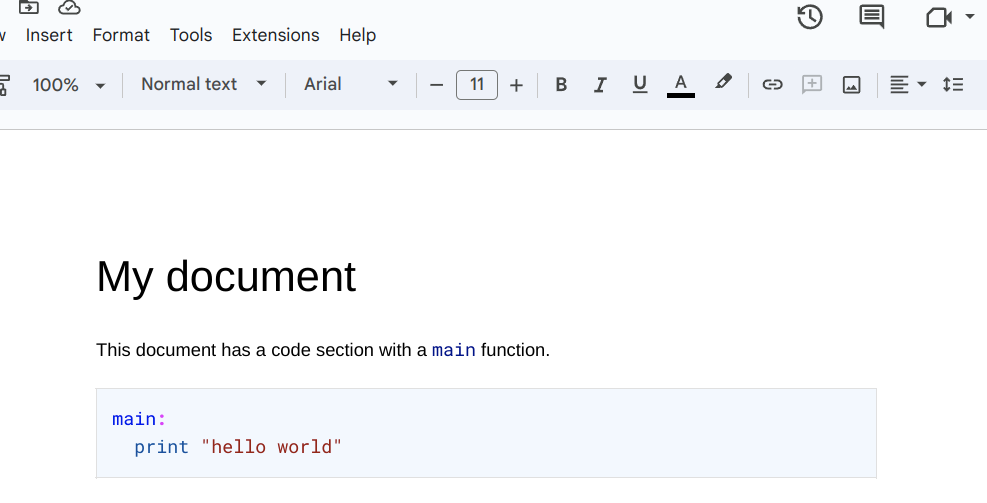 Insert Format Tools Extensions Help
100% Normal text Arial − 11 + B I U A
My document
This document has a code section with a main function.
main:
  print "hello world"